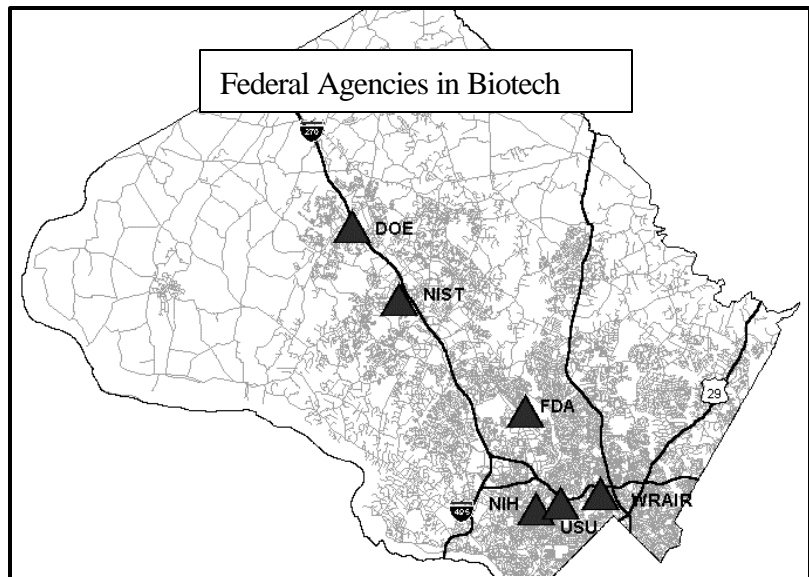 Federal Agencies in Biotech
270
DOE
NIST
29
FDA
NIH
WRAIR
495
USU